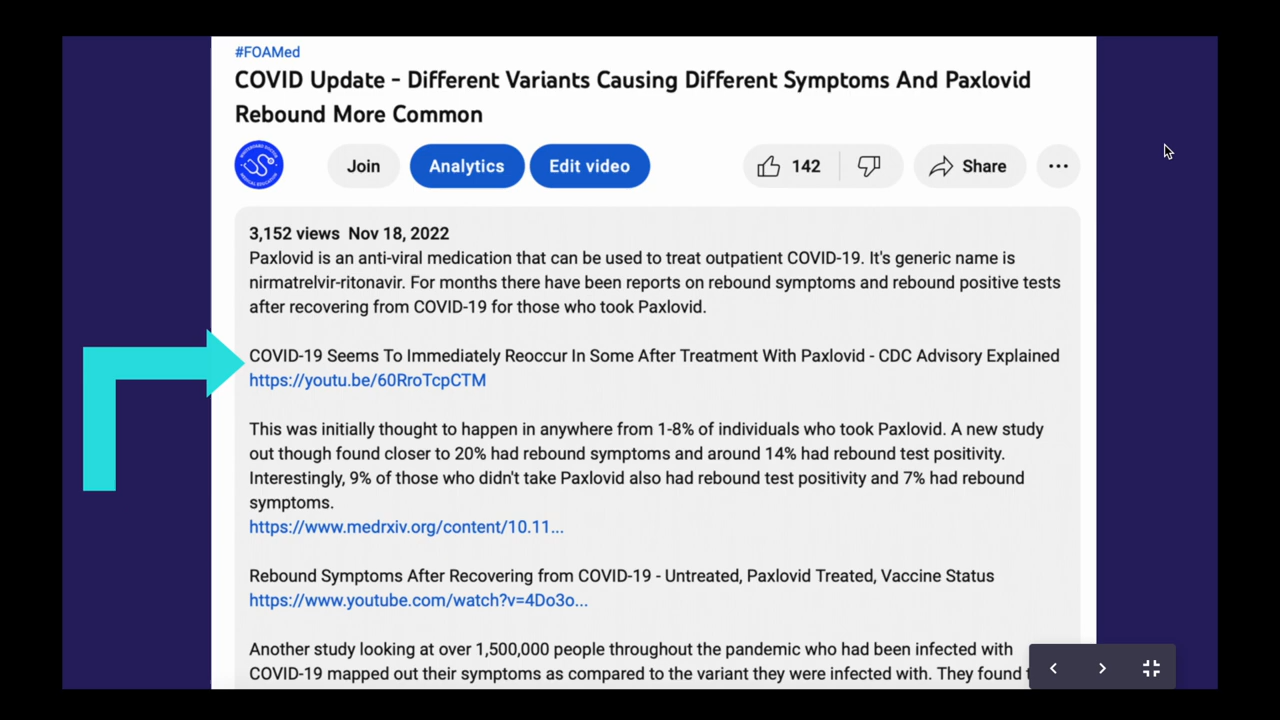 #FOAMed
COVID Update - Different Variants Causing Different Symptoms And Paxlovid
Rebound More Common
Join
Analytics
Edit video
142
Share
3,152 views  Nov 18, 2022
Paxlovid is an anti-viral medication that can be used to treat outpatient COVID-19. It's generic name is
nirmatrelvir-ritonavir. For months there have been reports on rebound symptoms and rebound positive tests
after recovering from COVID-19 for those who took Paxlovid.
COVID-19 Seems To Immediately Reoccur In Some After Treatment With Paxlovid - CDC Advisory Explained
https://youtu.be/60RroTcpCTM
This was initially thought to happen in anywhere from 1-8% of individuals who took Paxlovid. A new study
out though found closer to 20% had rebound symptoms and around 14% had rebound test positivity.
Interestingly, 9% of those who didn't take Paxlovid also had rebound test positivity and 7% had rebound
symptoms.
https://www.medrxiv.org/content/10.11...
Rebound Symptoms After Recovering from COVID-19 - Untreated, Paxlovid Treated, Vaccine Status
https://www.youtube.com/watch?v=4Do3o...
Another study looking at over 1,500,000 people throughout the pandemic who had been infected with
COVID-19 mapped out their symptoms as compared to the variant they were infected with. They found